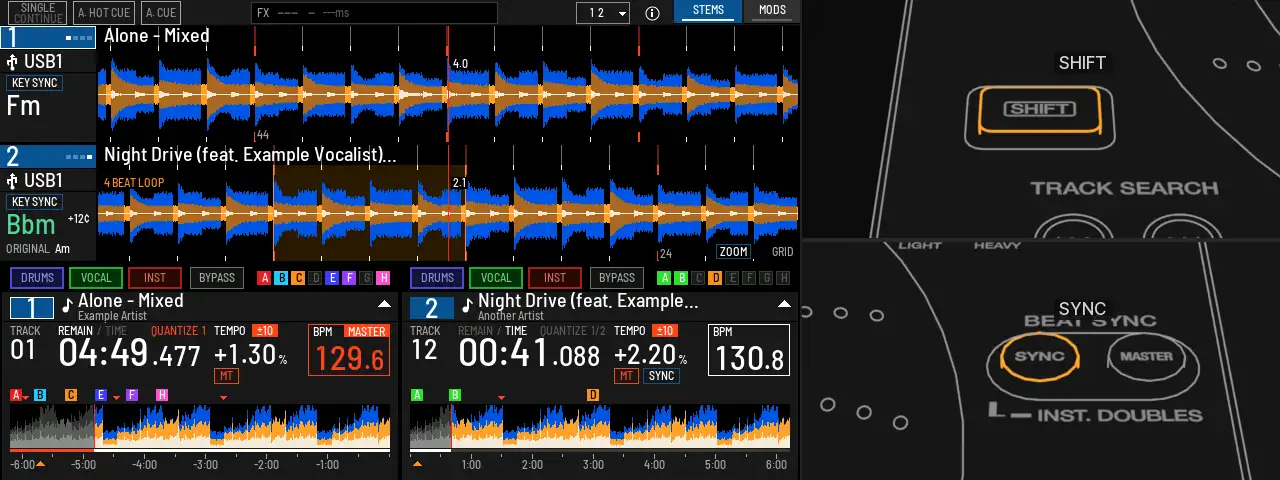 SINGLE
CONTINUE
A. HOT CUE
A. CUE
FX --- --- ---ms
1 2
STEMS
MODS
1
Alone - Mixed
USB1
KEY SYNC
Fm
4.0
44
2
Night Drive (feat. Example Vocalist)...
USB1
4 BEAT LOOP
2.1
KEY SYNC
Bbm
+12¢
ORIGINAL Am
24
ZOOM
GRID
DRUMS
VOCAL
INST
BYPASS
A B C D E F G H
DRUMS
VOCAL
INST
BYPASS
A B C D E F G H
1
Alone - Mixed
Example Artist
TRACK
01
REMAIN / TIME
QUANTIZE 1
04:49.477
TEMPO
±10
+1.30%
MT
BPM
MASTER
129.6
A B C E F H
-6:00 -5:00 -4:00 -3:00 -2:00 -1:00
2
Night Drive (feat. Example...
Another Artist
TRACK
12
REMAIN / TIME
QUANTIZE 1/2
00:41.088
TEMPO
±10
+2.20%
MT
SYNC
BPM
130.8
A B D
1:00 2:00 3:00 4:00 5:00 6:00
SHIFT
SHIFT
TRACK SEARCH
LIGHT
HEAVY
SYNC
BEAT SYNC
SYNC
MASTER
INST. DOUBLES